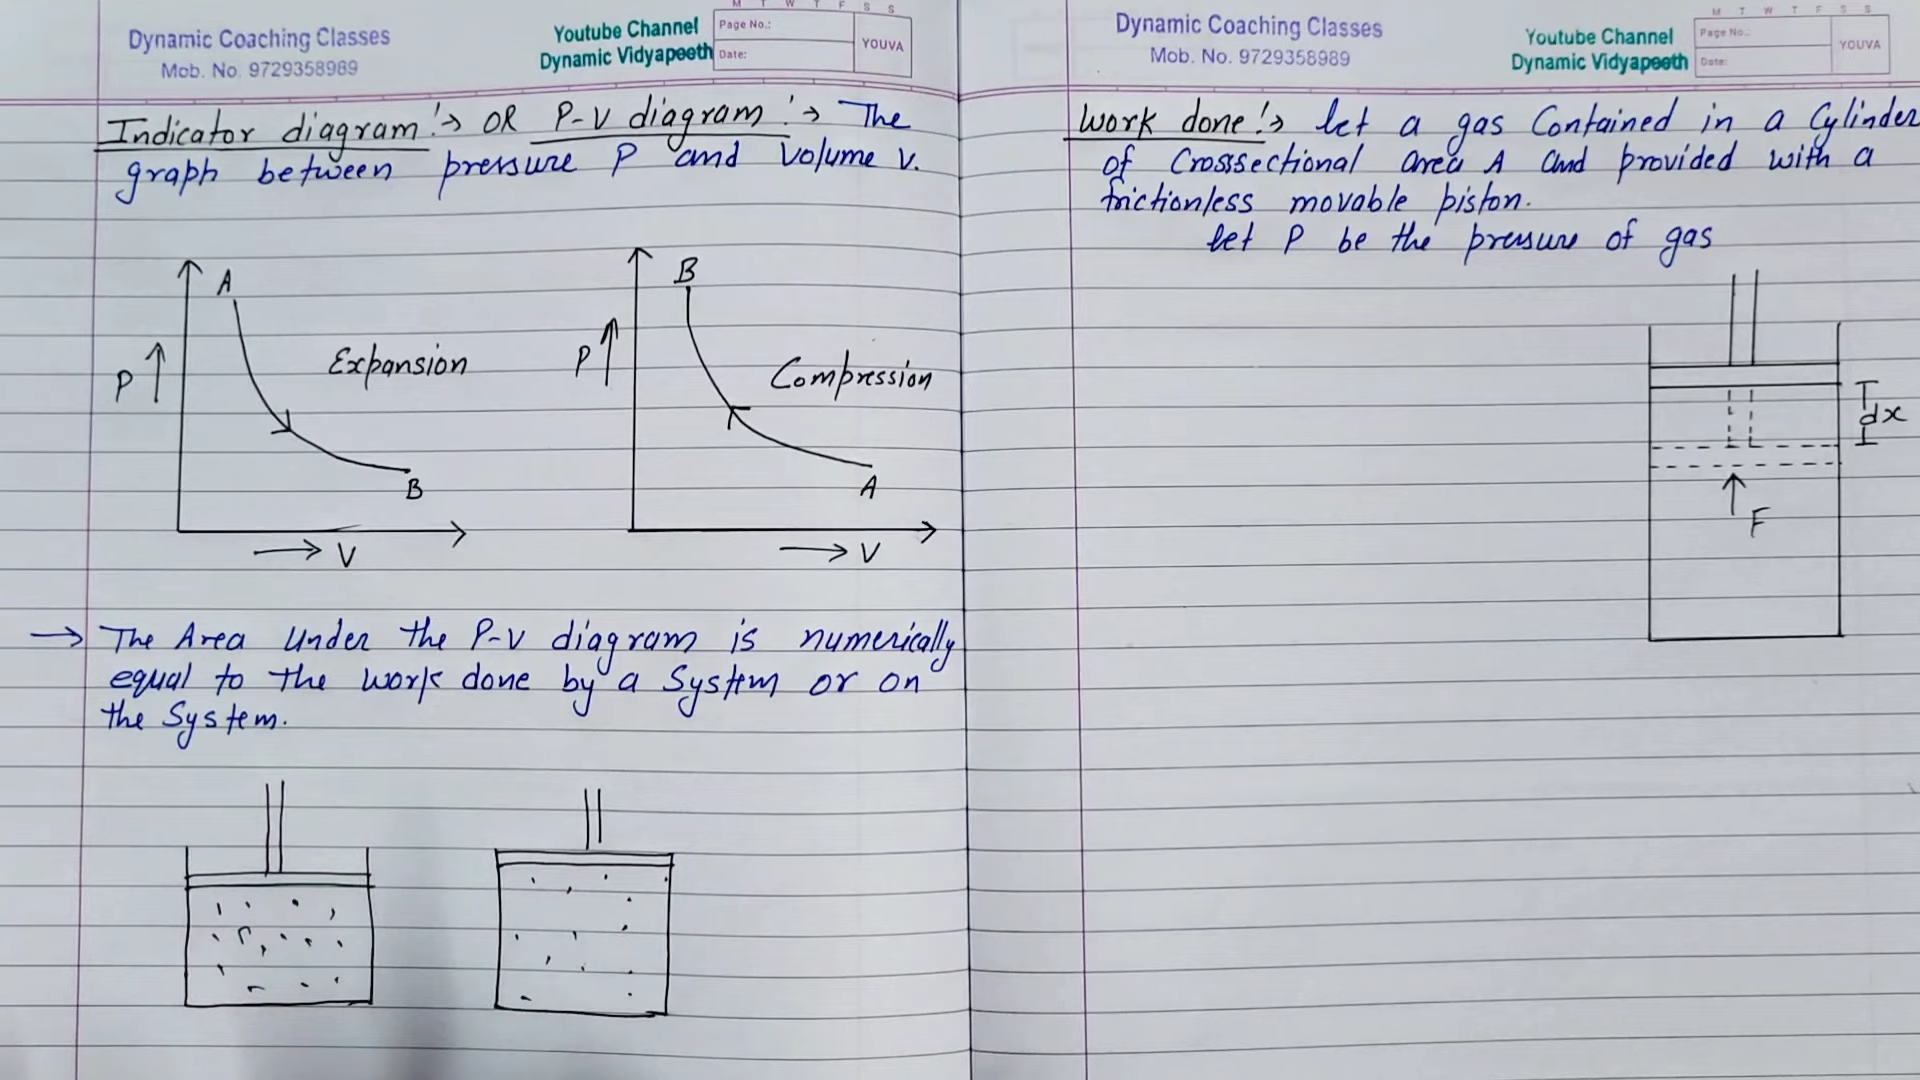 Dynamic Coaching Classes
Mob. No. 9729358989
Youtube Channel
Dynamic Vidyapeeth
M T W T F S S
Page No.:
Date:
YOUVA
Indicator diagram :→ OR P-V diagram :→ The
graph between pressure P and Volume V.
A
P
Expansion
B
V
B
P
Compression
A
V
→ The Area Under the P-V diagram is numerically
equal to the work done by a System or on
the System.
Dynamic Coaching Classes
Mob. No. 9729358989
Youtube Channel
Dynamic Vidyapeeth
M T W T F S S
Page No.:
Date:
YOUVA
Work done :→ let a gas Contained in a Cylinder
of Crosssectional area A and provided with a
frictionless movable piston.
let P be the pressure of gas
dx
F